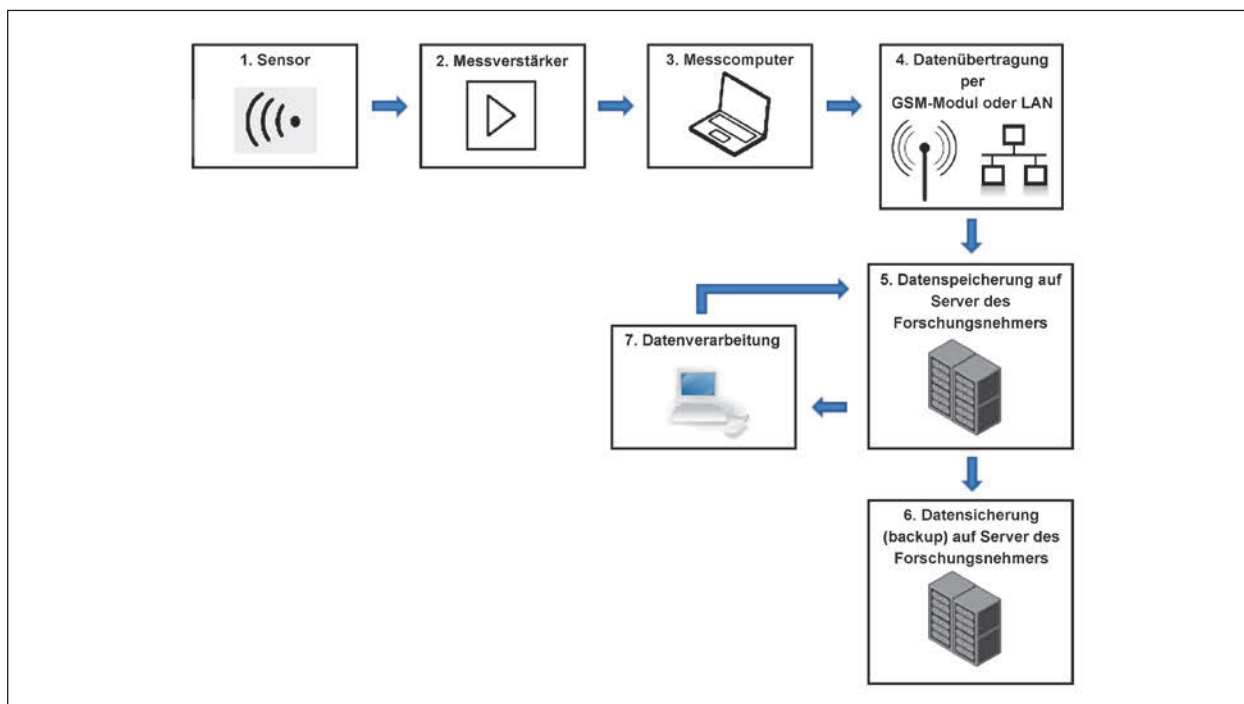 1. Sensor
2. Messverstärker
3. Messcomputer
4. Datenübertragung
per
GSM-Modul oder LAN
5. Datenspeicherung auf
Server des
Forschungsnehmers
6. Datensicherung
(backup) auf Server des
Forschungsnehmers
7. Datenverarbeitung